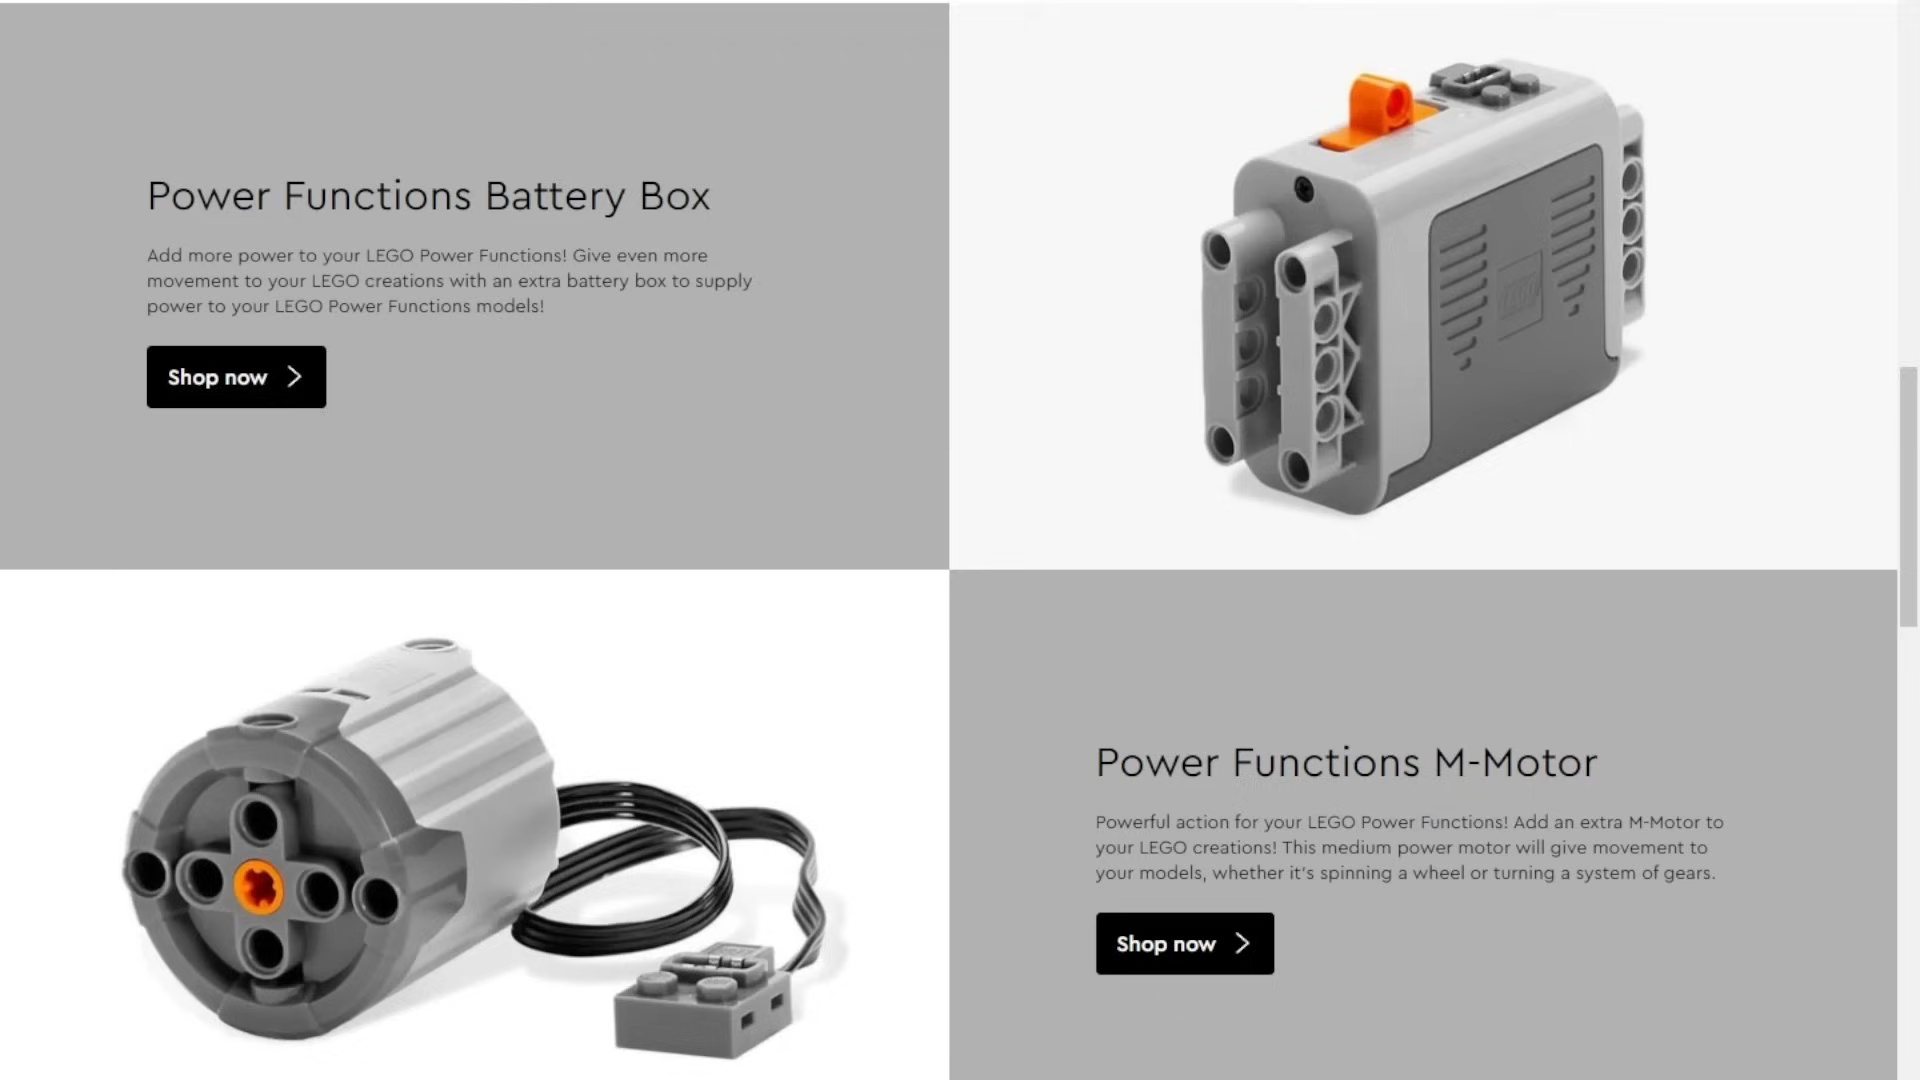 Power Functions Battery Box
Add more power to your LEGO Power Functions! Give even more
movement to your LEGO creations with an extra battery box to supply
power to your LEGO Power Functions models!
Shop now
Power Functions M-Motor
Powerful action for your LEGO Power Functions! Add an extra M-Motor to
your LEGO creations! This medium power motor will give movement to
your models, whether it's spinning a wheel or turning a system of gears.
Shop now